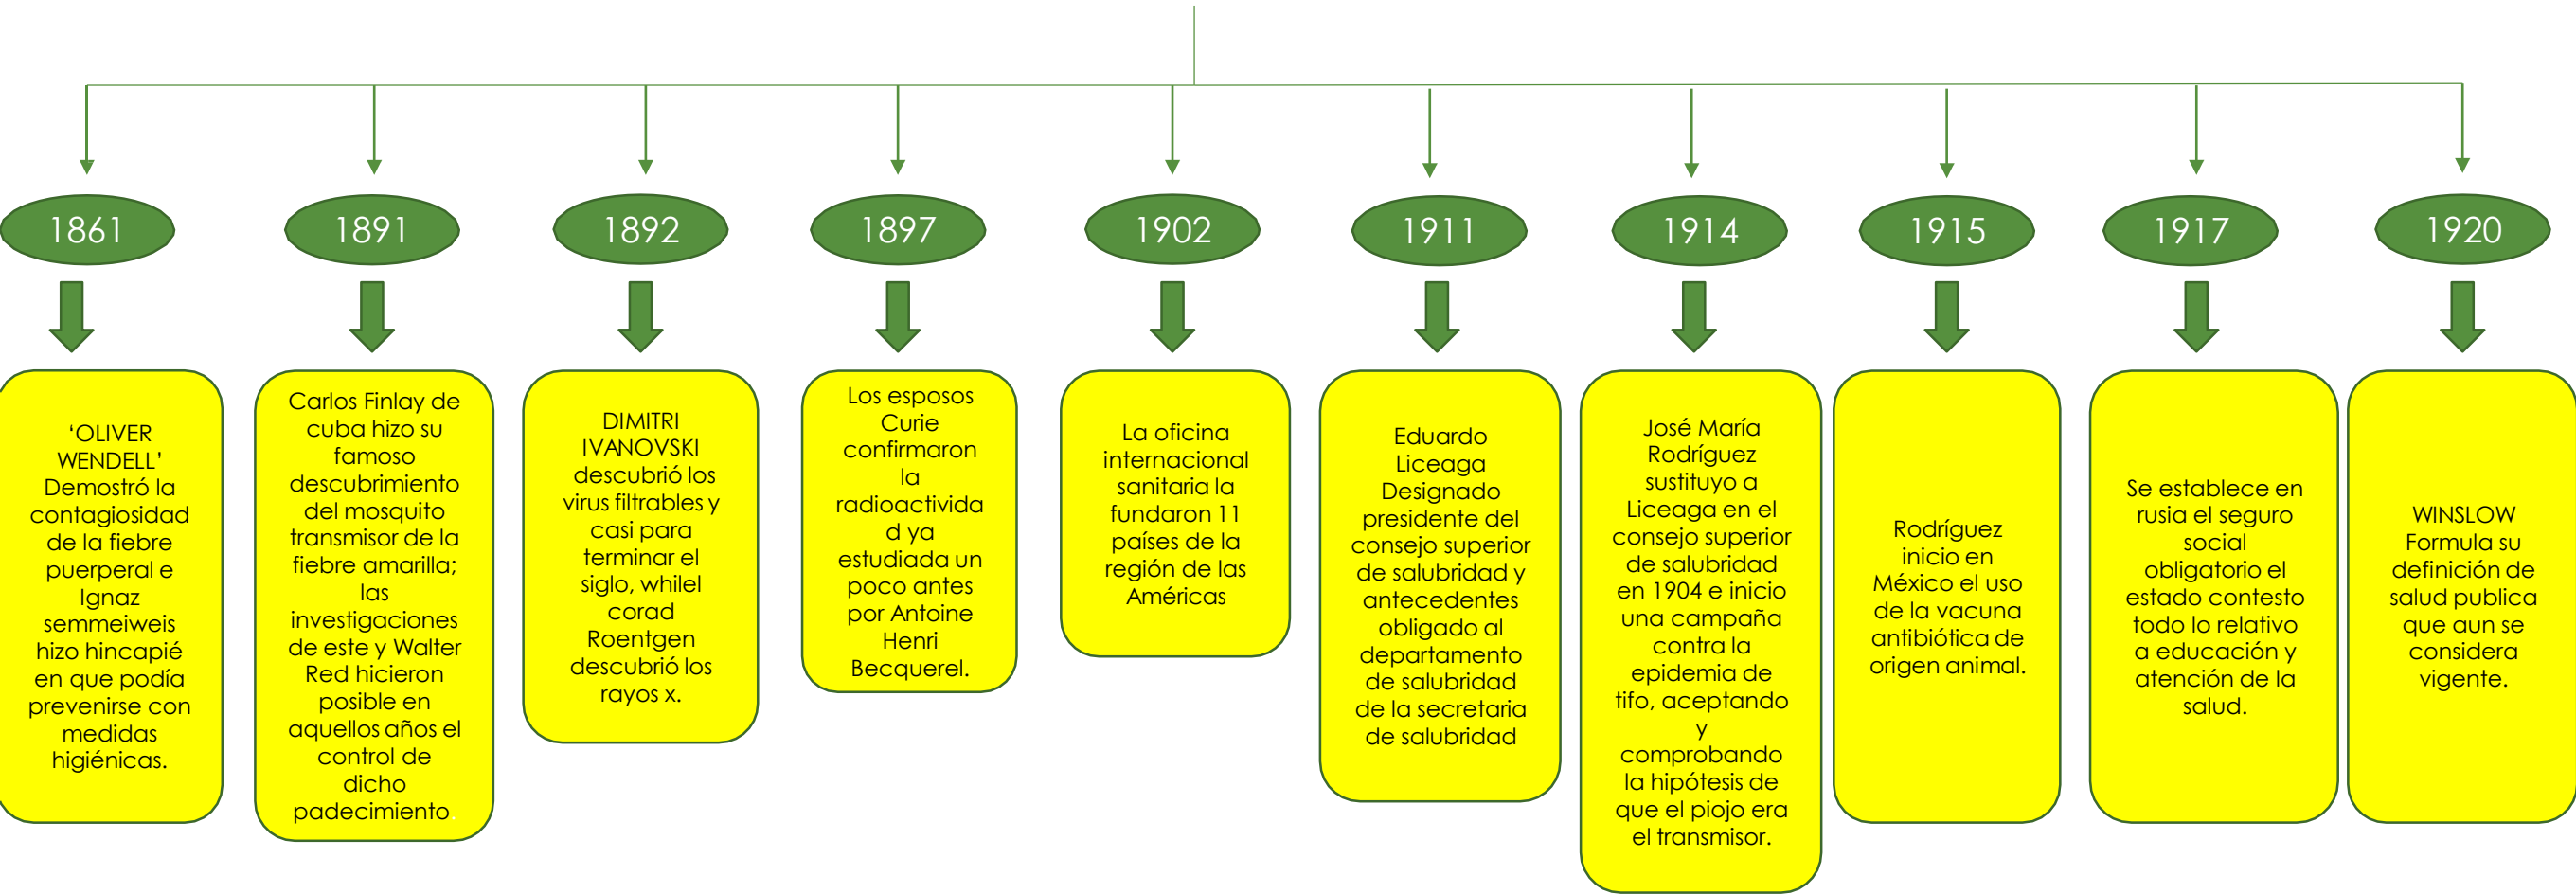 1861
1891
1892
1897
1902
1911
1914
1915
1917
1920
‘OLIVER
WENDELL’
Demostró la
contagiosidad
de la fiebre
puerperal e
Ignaz
semmeiweis
hizo hincapié
en que podía
prevenirse con
medidas
higiénicas.
Carlos Finlay de
cuba hizo su
famoso
descubrimiento
del mosquito
transmisor de la
fiebre amarilla;
las
investigaciones
de este y Walter
Red hicieron
posible en
aquellos años el
control de
dicho
padecimiento.
DIMITRI
IVANOVSKI
descubrió los
virus filtrables y
casi para
terminar el
siglo, whilel
corad
Roentgen
descubrió los
rayos x.
Los esposos
Curie
confirmaron
la
radioactivida
d ya
estudiada un
poco antes
por Antoine
Henri
Becquerel.
La oficina
internacional
sanitaria la
fundaron 11
países de la
región de las
Américas
Eduardo
Liceaga
Designado
presidente del
consejo superior
de salubridad y
antecedentes
obligado al
departamento
de salubridad
de la secretaria
de salubridad
José María
Rodríguez
sustituyo a
Liceaga en el
consejo superior
de salubridad
en 1904 e inicio
una campaña
contra la
epidemia de
tifo, aceptando
y
comprobando
la hipótesis de
que el piojo era
el transmisor.
Rodríguez
inicio en
México el uso
de la vacuna
antibiótica de
origen animal.
Se establece en
rusia el seguro
social
obligatorio el
estado contesto
todo lo relativo
a educación y
atención de la
salud.
WINSLOW
Formula su
definición de
salud publica
que aun se
considera
vigente.